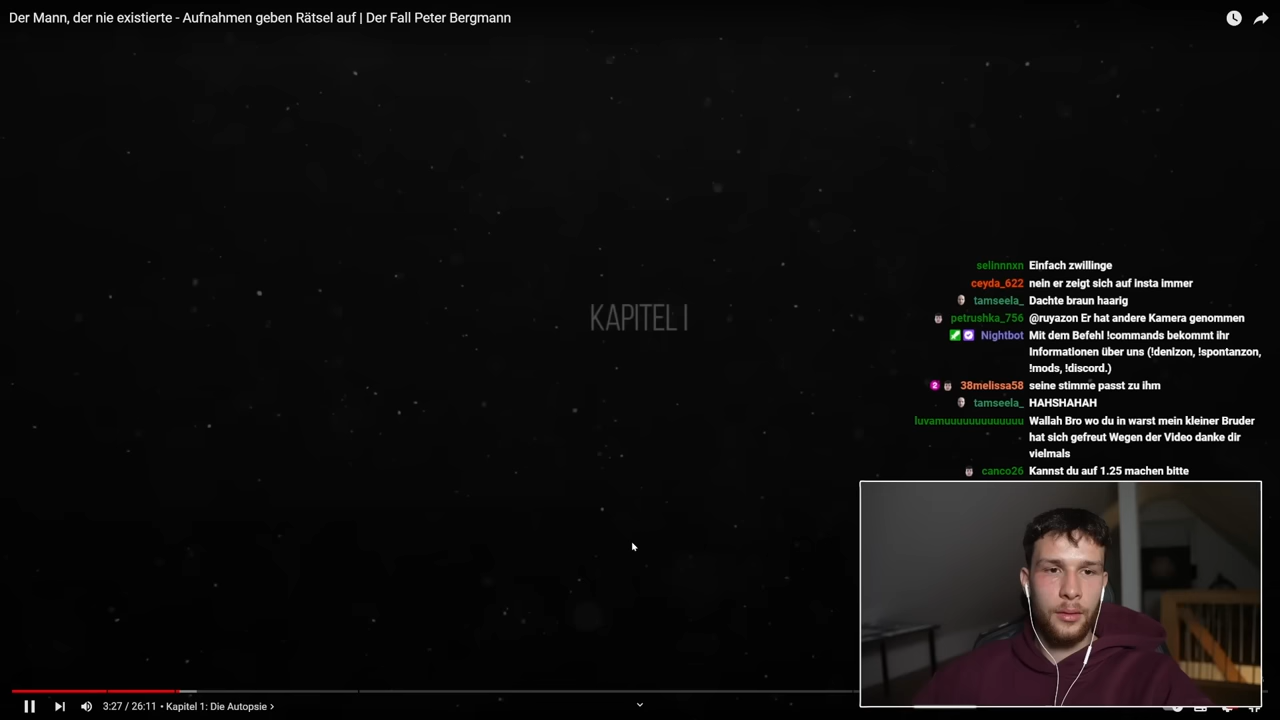 Der Mann, der nie existierte - Aufnahmen geben Rätsel auf | Der Fall Peter Bergmann
KAPITEL I
selinnnxn Einfach zwillinge
ceyda_622 nein er zeigt sich auf insta immer
tamseela_ Dachte braun haarig
petrushka_756 @ruyazon Er hat andere Kamera genommen
Nightbot Mit dem Befehl !commands bekommt ihr
Informationen über uns (!denizon, !spontanzon,
!mods, !discord.)
2 38melissa58 seine stimme passt zu ihm
tamseela_ HAHSHAHAH
luvamuuuuuuuuuuuuu Wallah Bro wo du in warst mein kleiner Bruder
hat sich gefreut Wegen der Video danke dir
vielmals
canco26 Kannst du auf 1.25 machen bitte
3:27 / 26:11 • Kapitel 1: Die Autopsie